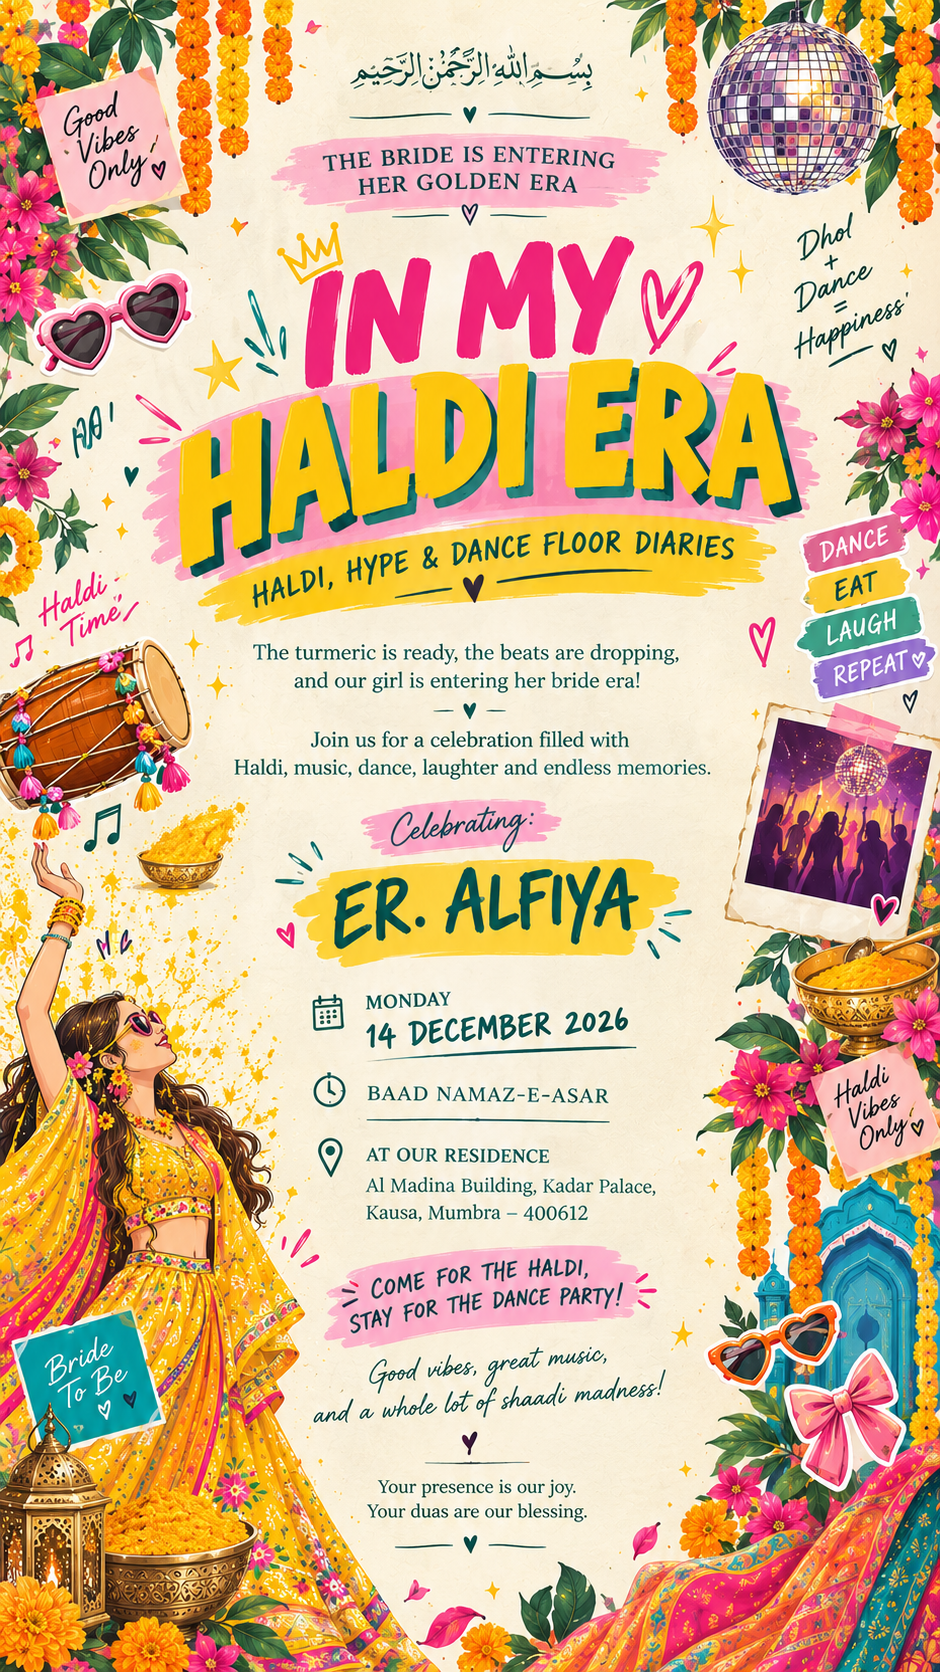 بِسْمِ اللهِ الرَّحْمٰنِ الرَّحِيْمِ
Good
Vibes
Only
THE BRIDE IS ENTERING
HER GOLDEN ERA
Dhol
+
Dance
=
Happiness
IN MY
HALDI ERA
HALDI, HYPE & DANCE FLOOR DIARIES
Haldi
Time
DANCE
EAT
LAUGH
REPEAT
The turmeric is ready, the beats are dropping,
and our girl is entering her bride era!
Join us for a celebration filled with
Haldi, music, dance, laughter and endless memories.
Celebrating:
ER. ALFIYA
MONDAY
14 DECEMBER 2026
BAAD NAMAZ-E-ASAR
AT OUR RESIDENCE
Al Madina Building, Kadar Palace,
Kausa, Mumbra – 400612
Haldi
Vibes
Only
COME FOR THE HALDI,
STAY FOR THE DANCE PARTY!
Good vibes, great music,
and a whole lot of shaadi madness!
Bride
To Be
Your presence is our joy.
Your duas are our blessing.